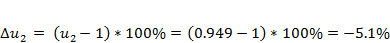 Δu₂ = (u₂ − 1) * 100% = (0.949 − 1) * 100% = −5.1%